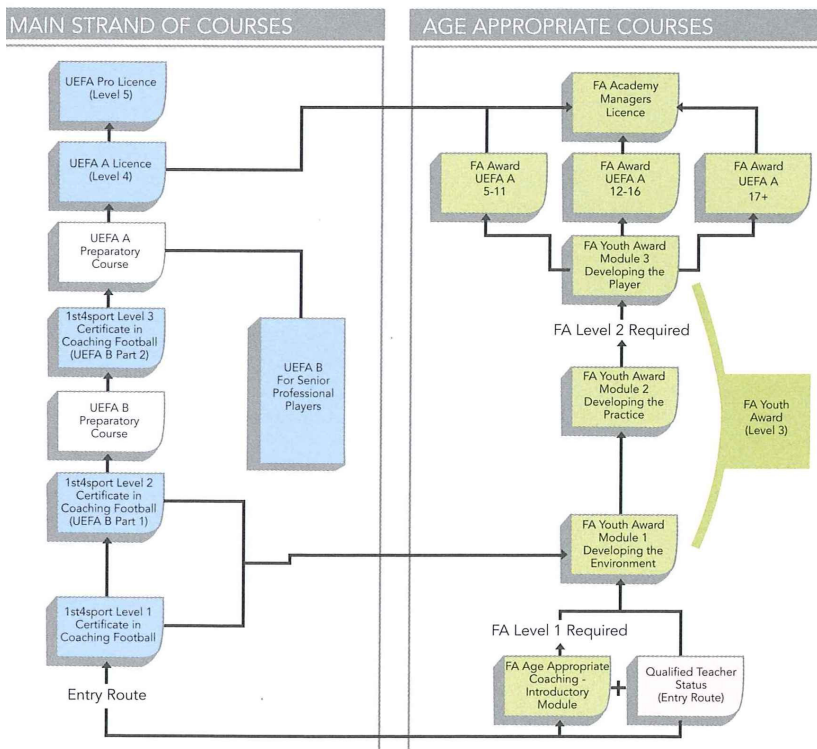 MAIN STRAND OF COURSES
UEFA Pro Licence
(Level 5)
UEFA A Licence
(Level 4)
UEFA A
Preparatory
Course
1st4sport Level 3
Certificate in
Coaching Football
(UEFA B Part 2)
UEFA B
For Senior
Professional
Players
UEFA B
Preparatory
Course
1st4sport Level 2
Certificate in
Coaching Football
(UEFA B Part 1)
1st4sport Level 1
Certificate in
Coaching Football
Entry Route
AGE APPROPRIATE COURSES
FA Academy
Managers
Licence
FA Award
UEFA A
5-11
FA Award
UEFA A
12-16
FA Award
UEFA A
17+
FA Youth Award
Module 3
Developing the
Player
FA Level 2 Required
FA Youth Award
Module 2
Developing the
Practice
FA Youth
Award
(Level 3)
FA Youth Award
Module 1
Developing the
Environment
FA Level 1 Required
FA Age Appropriate
Coaching -
Introductory
Module
+
Qualified Teacher
Status
(Entry Route)